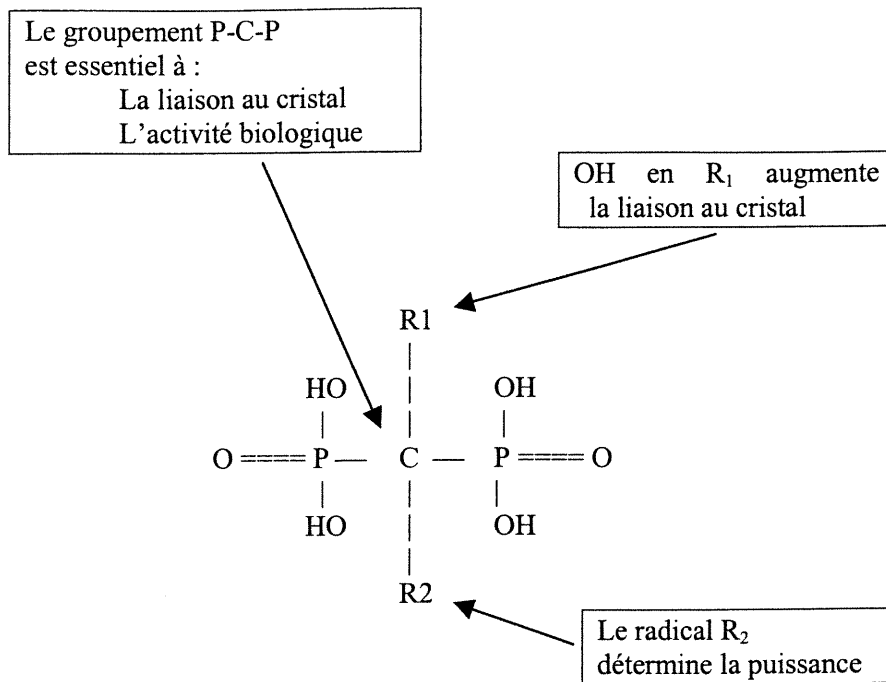 Le groupement P-C-P
est essentiel à :
La liaison au cristal
L'activité biologique
OH en R₁ augmente
la liaison au cristal
R1
HO OH
O ==== P — C — P ==== O
HO OH
R2
Le radical R₂
détermine la puissance